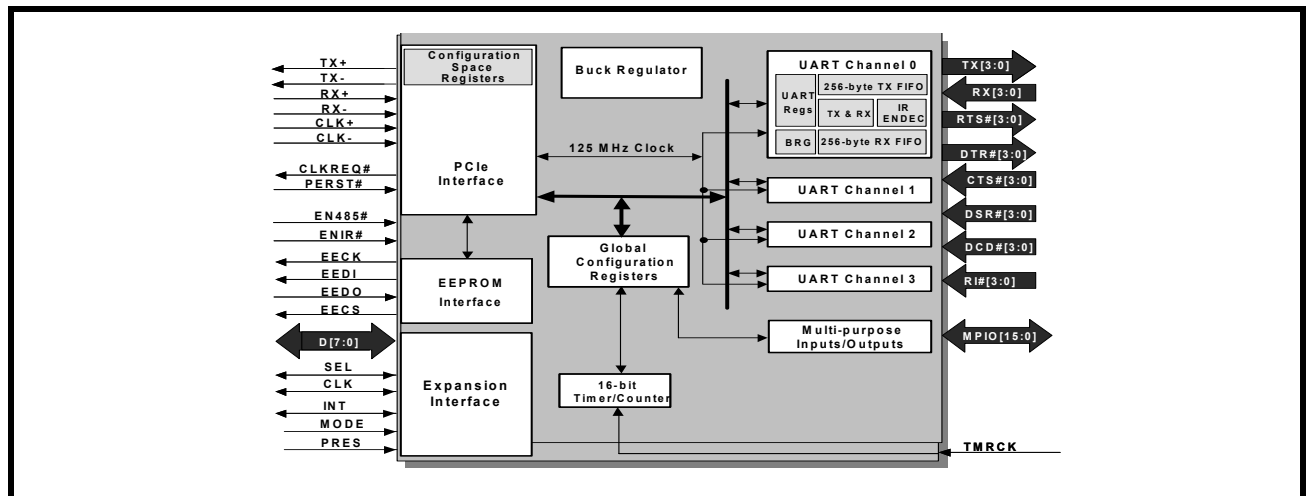 TX+
TX-
RX+
RX-
CLK+
CLK-
CLKREQ#
PERST#
EN485#
ENIR#
EECK
EEDI
EEDO
EECS
D[7:0]
SEL
CLK
INT
MODE
PRES
Configuration
Space
Registers
PCIe
Interface
EEPROM
Interface
Expansion
Interface
Buck Regulator
125 MHz Clock
Global
Configuration
Registers
16-bit
Timer/Counter
UART Channel 0
UART
Regs
256-byte TX FIFO
TX & RX
IR
ENDEC
BRG
256-byte RX FIFO
UART Channel 1
UART Channel 2
UART Channel 3
Multi-purpose
Inputs/Outputs
TX[3:0]
RX[3:0]
RTS#[3:0]
DTR#[3:0]
CTS#[3:0]
DSR#[3:0]
DCD#[3:0]
RI#[3:0]
MPIO[15:0]
TMRCK